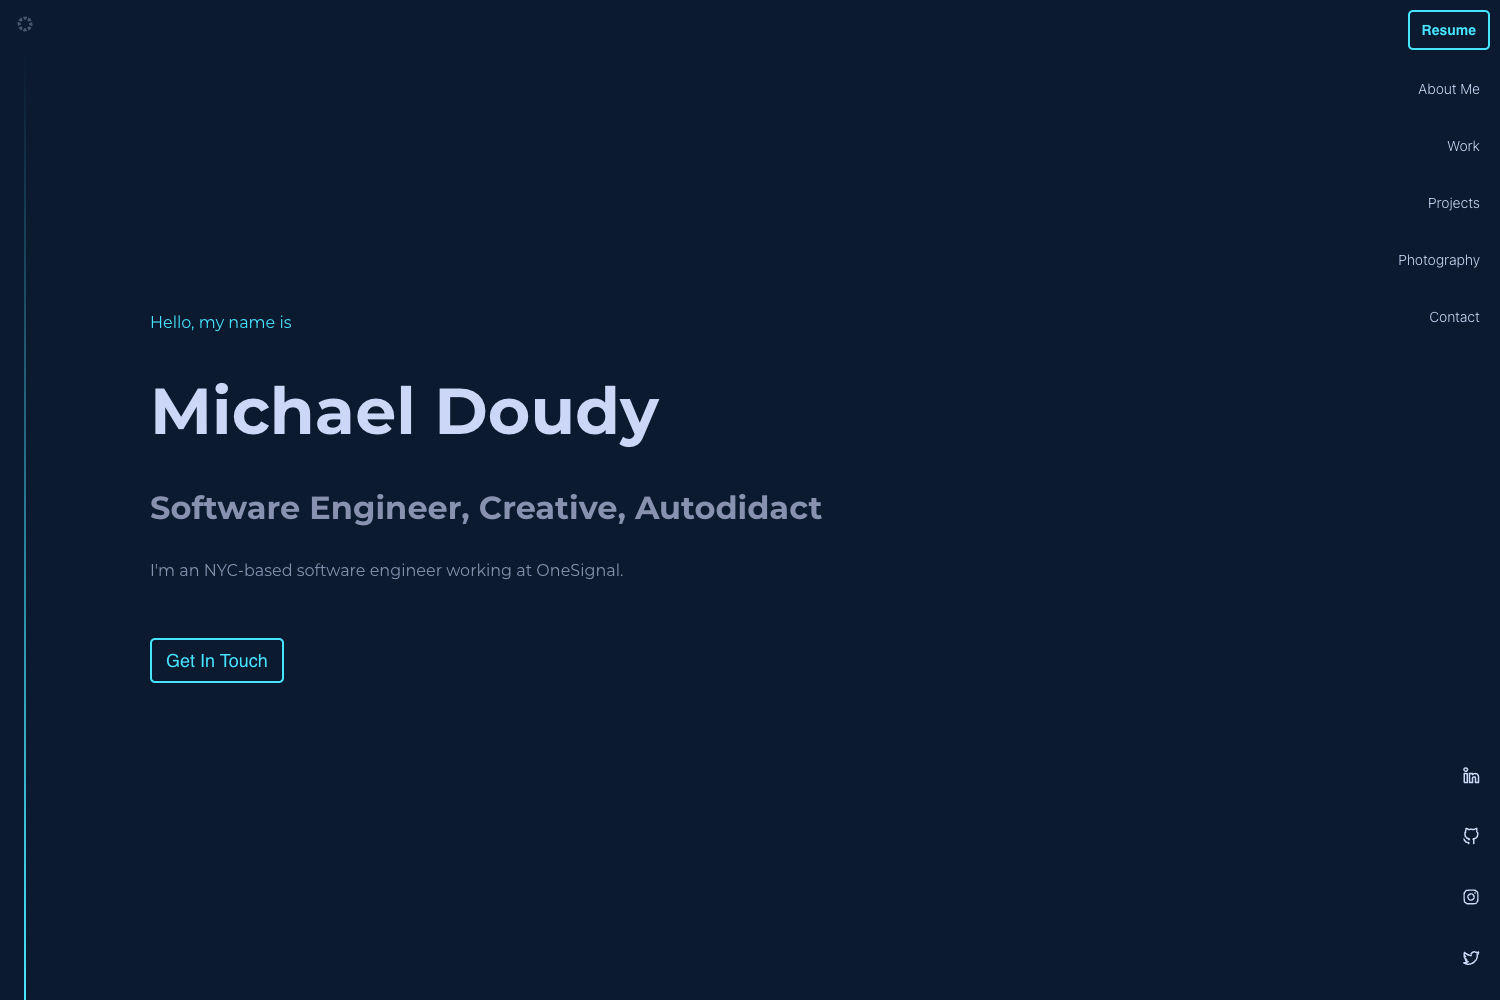 Resume
About Me
Work
Projects
Photography
Contact
Hello, my name is
Michael Doudy
Software Engineer, Creative, Autodidact
I'm an NYC-based software engineer working at OneSignal.
Get In Touch